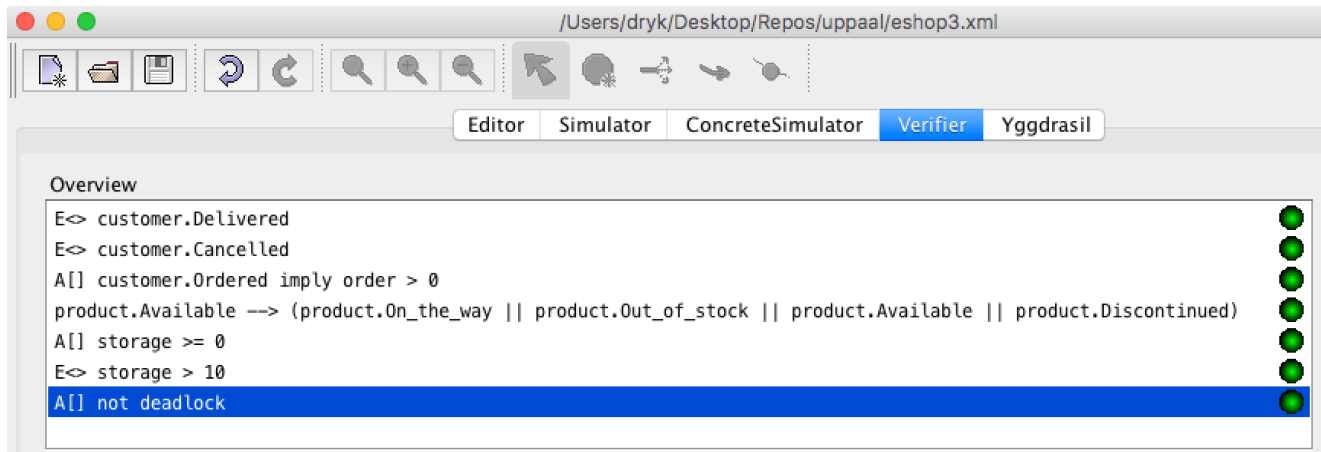 /Users/dryk/Desktop/Repos/uppaal/eshop3.xml
Editor Simulator ConcreteSimulator Verifier Yggdrasil
Overview
E<> customer.Delivered
E<> customer.Cancelled
A[] customer.Ordered imply order > 0
product.Available --> (product.On_the_way || product.Out_of_stock || product.Available || product.Discontinued)
A[] storage >= 0
E<> storage > 10
A[] not deadlock